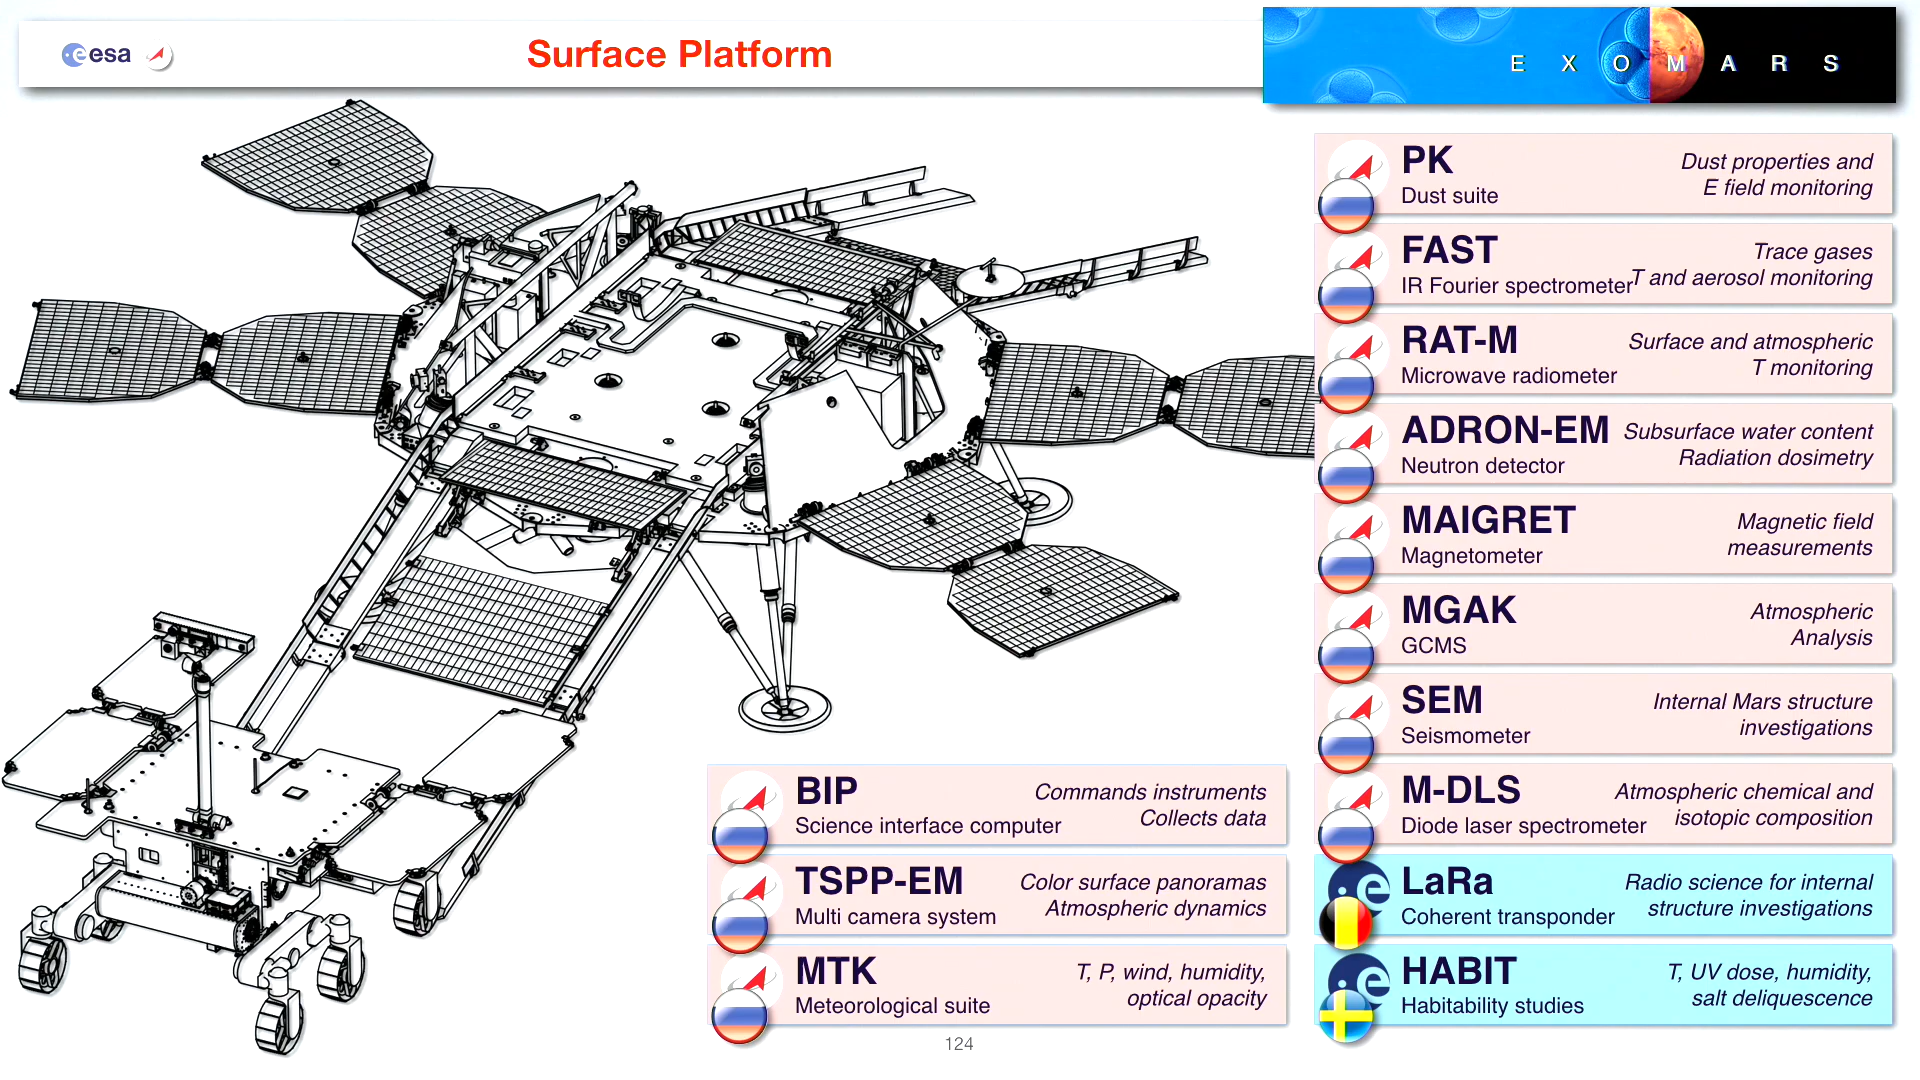 esa
Surface Platform
E X O M A R S
PK
Dust suite
Dust properties and
E field monitoring
FAST
IR Fourier spectrometer
Trace gases
T and aerosol monitoring
RAT-M
Microwave radiometer
Surface and atmospheric
T monitoring
ADRON-EM
Neutron detector
Subsurface water content
Radiation dosimetry
MAIGRET
Magnetometer
Magnetic field
measurements
MGAK
GCMS
Atmospheric
Analysis
SEM
Seismometer
Internal Mars structure
investigations
M-DLS
Diode laser spectrometer
Atmospheric chemical and
isotopic composition
LaRa
Coherent transponder
Radio science for internal
structure investigations
HABIT
Habitability studies
T, UV dose, humidity,
salt deliquescence
BIP
Science interface computer
Commands instruments
Collects data
TSPP-EM
Multi camera system
Color surface panoramas
Atmospheric dynamics
MTK
Meteorological suite
T, P, wind, humidity,
optical opacity
124